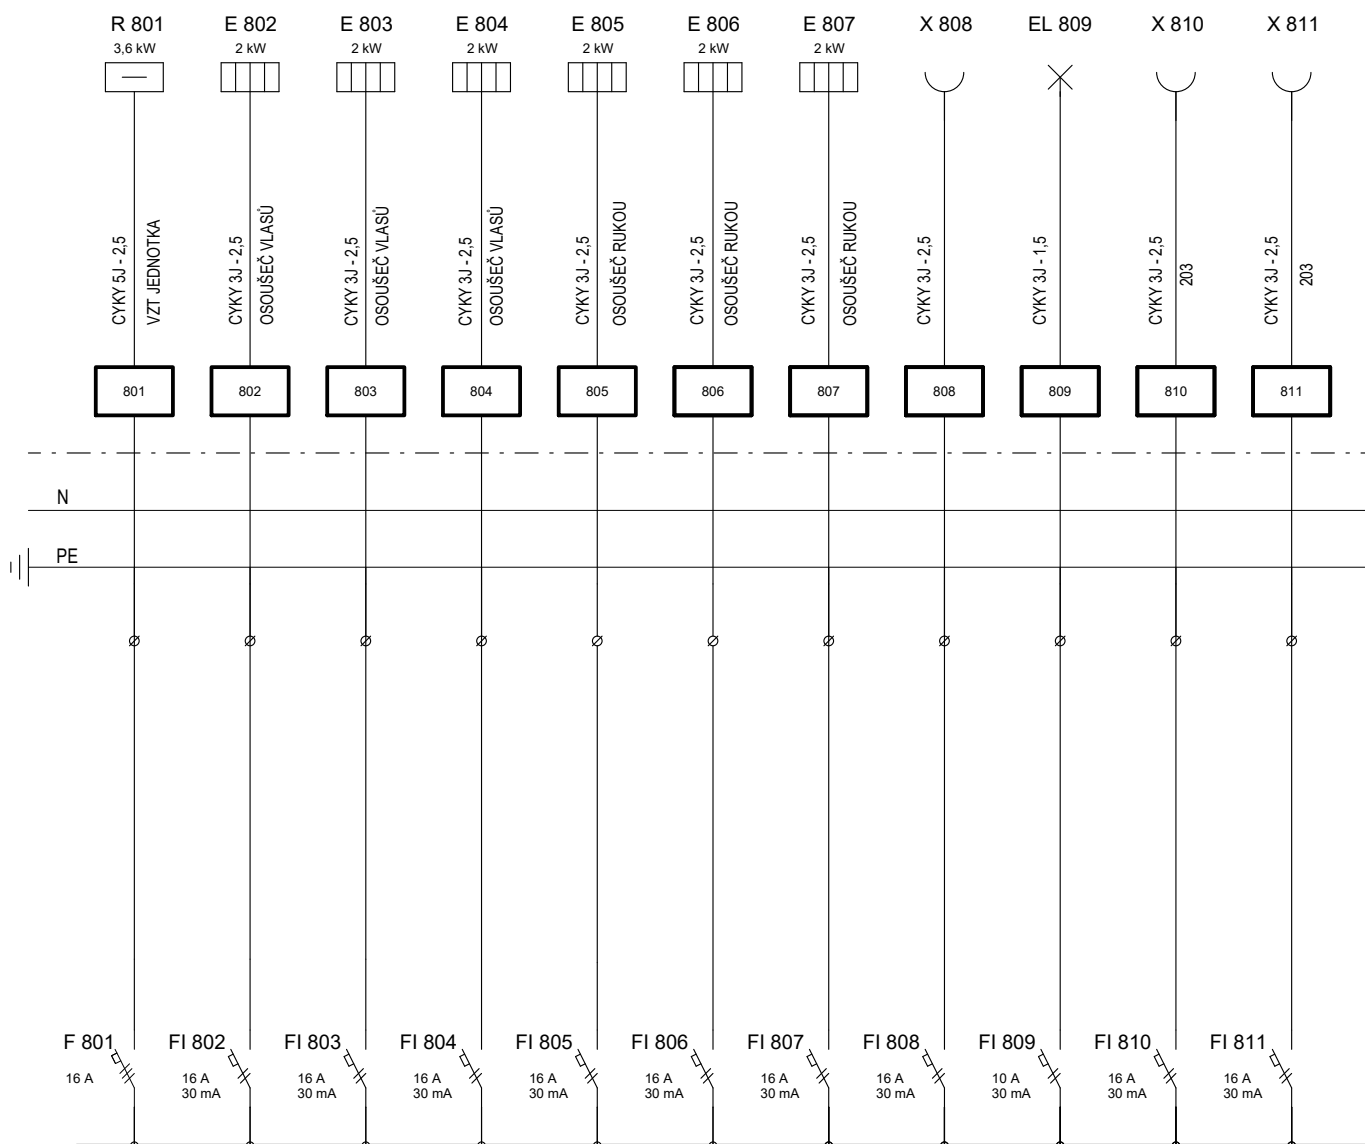 R 801 E 802 E 803 E 804 E 805 E 806 E 807 X 808 EL 809 X 810 X 811
3,6 kW 2 kW 2 kW 2 kW 2 kW 2 kW 2 kW
CYKY 5J - 2,5
VZT JEDNOTKA
CYKY 3J - 2,5
OSOUŠEČ VLASŮ
CYKY 3J - 2,5
OSOUŠEČ VLASŮ
CYKY 3J - 2,5
OSOUŠEČ VLASŮ
CYKY 3J - 2,5
OSOUŠEČ RUKOU
CYKY 3J - 2,5
OSOUŠEČ RUKOU
CYKY 3J - 2,5
OSOUŠEČ RUKOU
CYKY 3J - 2,5
CYKY 3J - 1,5
CYKY 3J - 2,5
203
CYKY 3J - 2,5
203
801 802 803 804 805 806 807 808 809 810 811
N
PE
F 801 FI 802 FI 803 FI 804 FI 805 FI 806 FI 807 FI 808 FI 809 FI 810 FI 811
16 A 16 A 16 A 16 A 16 A 16 A 16 A 16 A 10 A 16 A 16 A
30 mA 30 mA 30 mA 30 mA 30 mA 30 mA 30 mA 30 mA 30 mA 30 mA